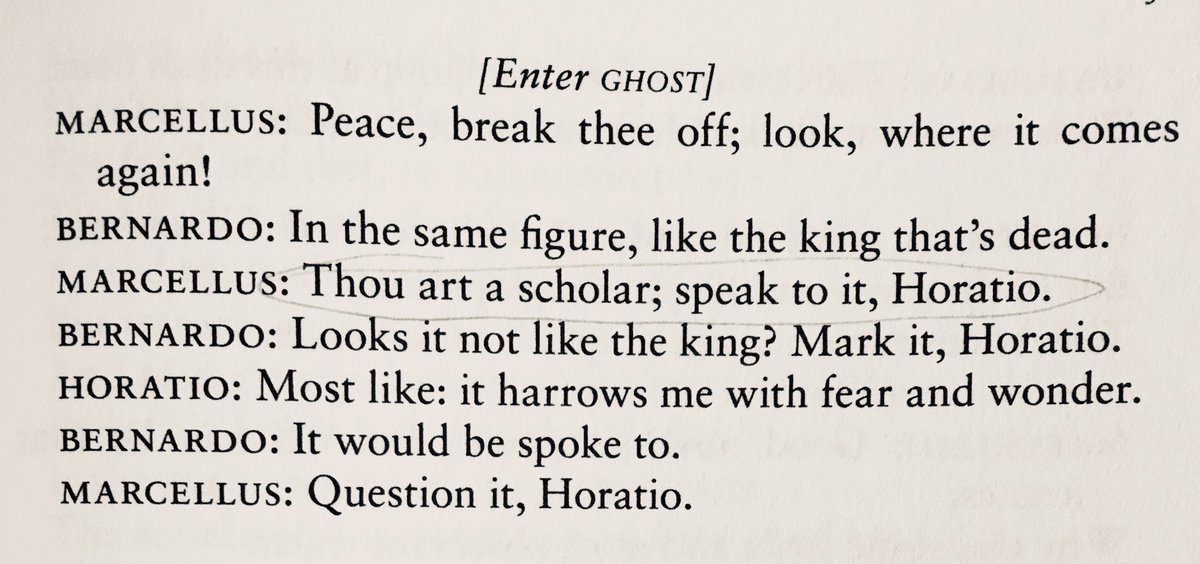 [Enter GHOST]
MARCELLUS: Peace, break thee off; look, where it comes
again!
BERNARDO: In the same figure, like the king that’s dead.
MARCELLUS: Thou art a scholar; speak to it, Horatio.
BERNARDO: Looks it not like the king? Mark it, Horatio.
HORATIO: Most like: it harrows me with fear and wonder.
BERNARDO: It would be spoke to.
MARCELLUS: Question it, Horatio.